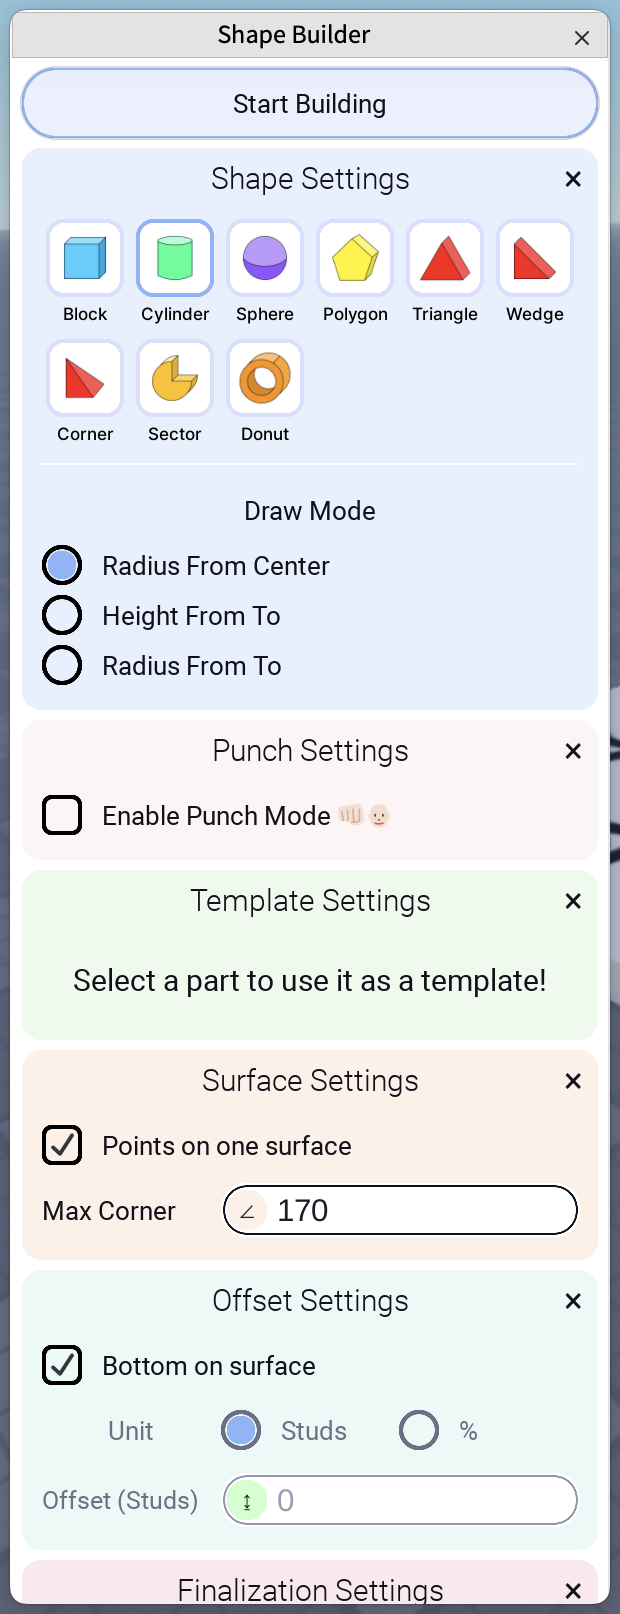 Shape Builder
Start Building
Shape Settings
Block Cylinder Sphere Polygon Triangle Wedge
Corner Sector Donut
Draw Mode
Radius From Center
Height From To
Radius From To
Punch Settings
Enable Punch Mode 👊🏻👨🏻‍🦲
Template Settings
Select a part to use it as a template!
Surface Settings
Points on one surface
Max Corner ∠ 170
Offset Settings
Bottom on surface
Unit Studs %
Offset (Studs) ↕ 0
Finalization Settings